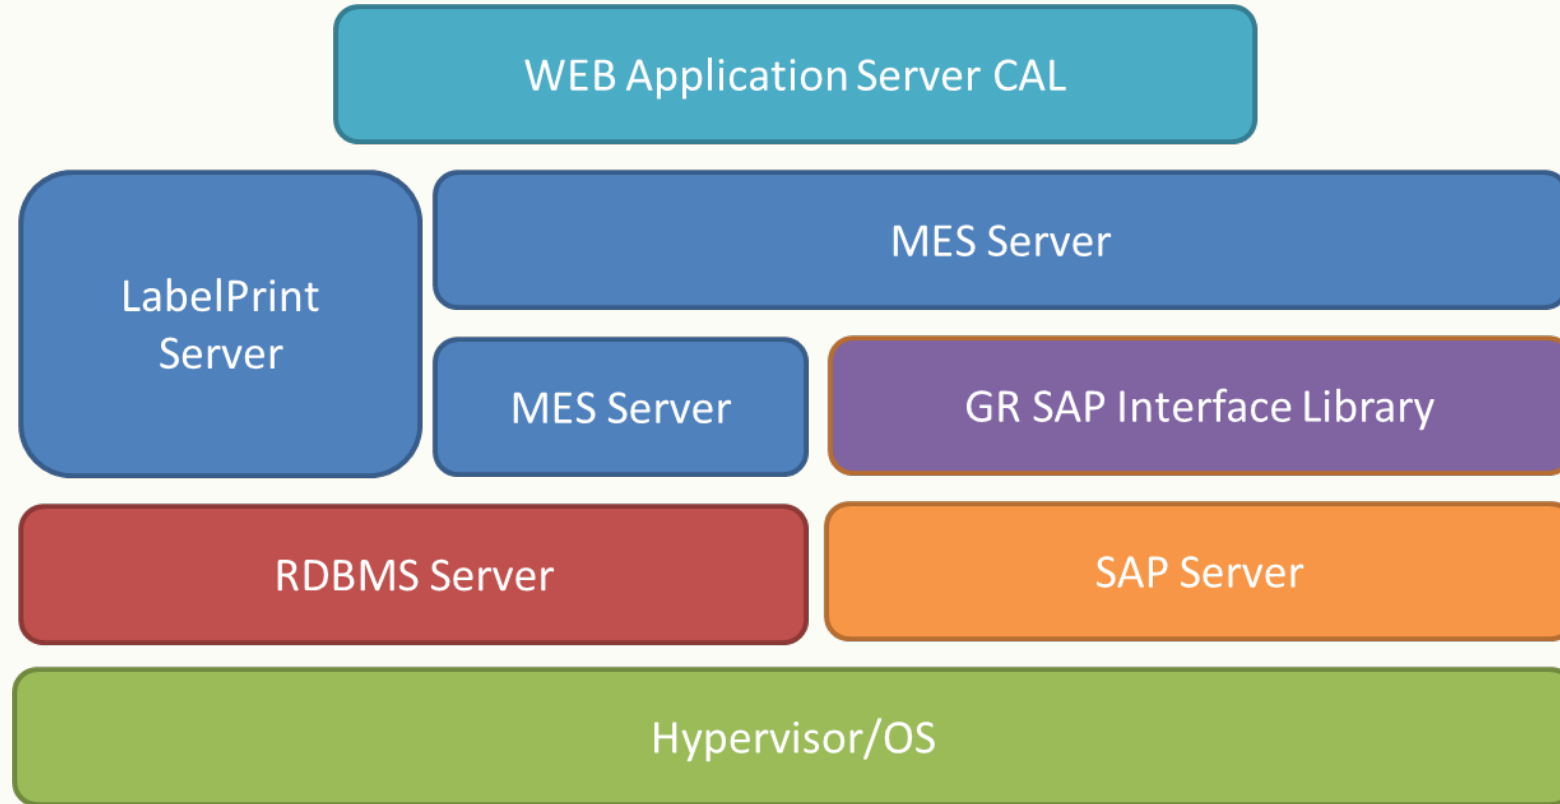 WEB Application Server CAL
MES Server
LabelPrint
Server
MES Server
GR SAP Interface Library
RDBMS Server
SAP Server
Hypervisor/OS